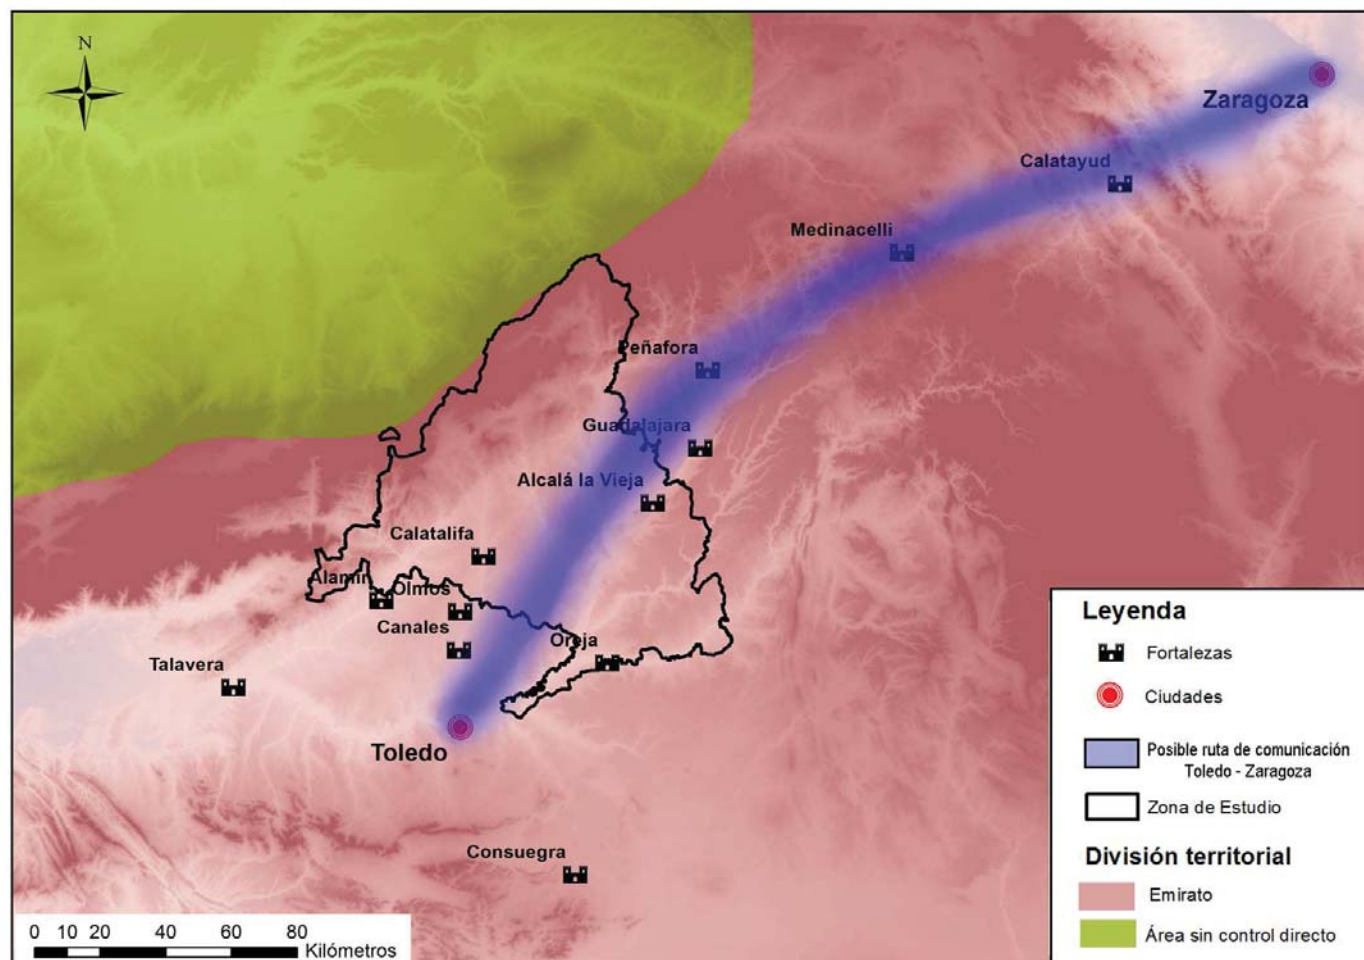 N
Zaragoza
Calatayud
Medinacelli
Peñafora
Guadalajara
Alcalá la Vieja
Calatalifa
Alamin
Olmos
Canales
Oreja
Talavera
Toledo
Consuegra
0 10 20 40 60 80
Kilómetros
Leyenda
Fortalezas
Ciudades
Posible ruta de comunicación
Toledo - Zaragoza
Zona de Estudio
División territorial
Emirato
Área sin control directo